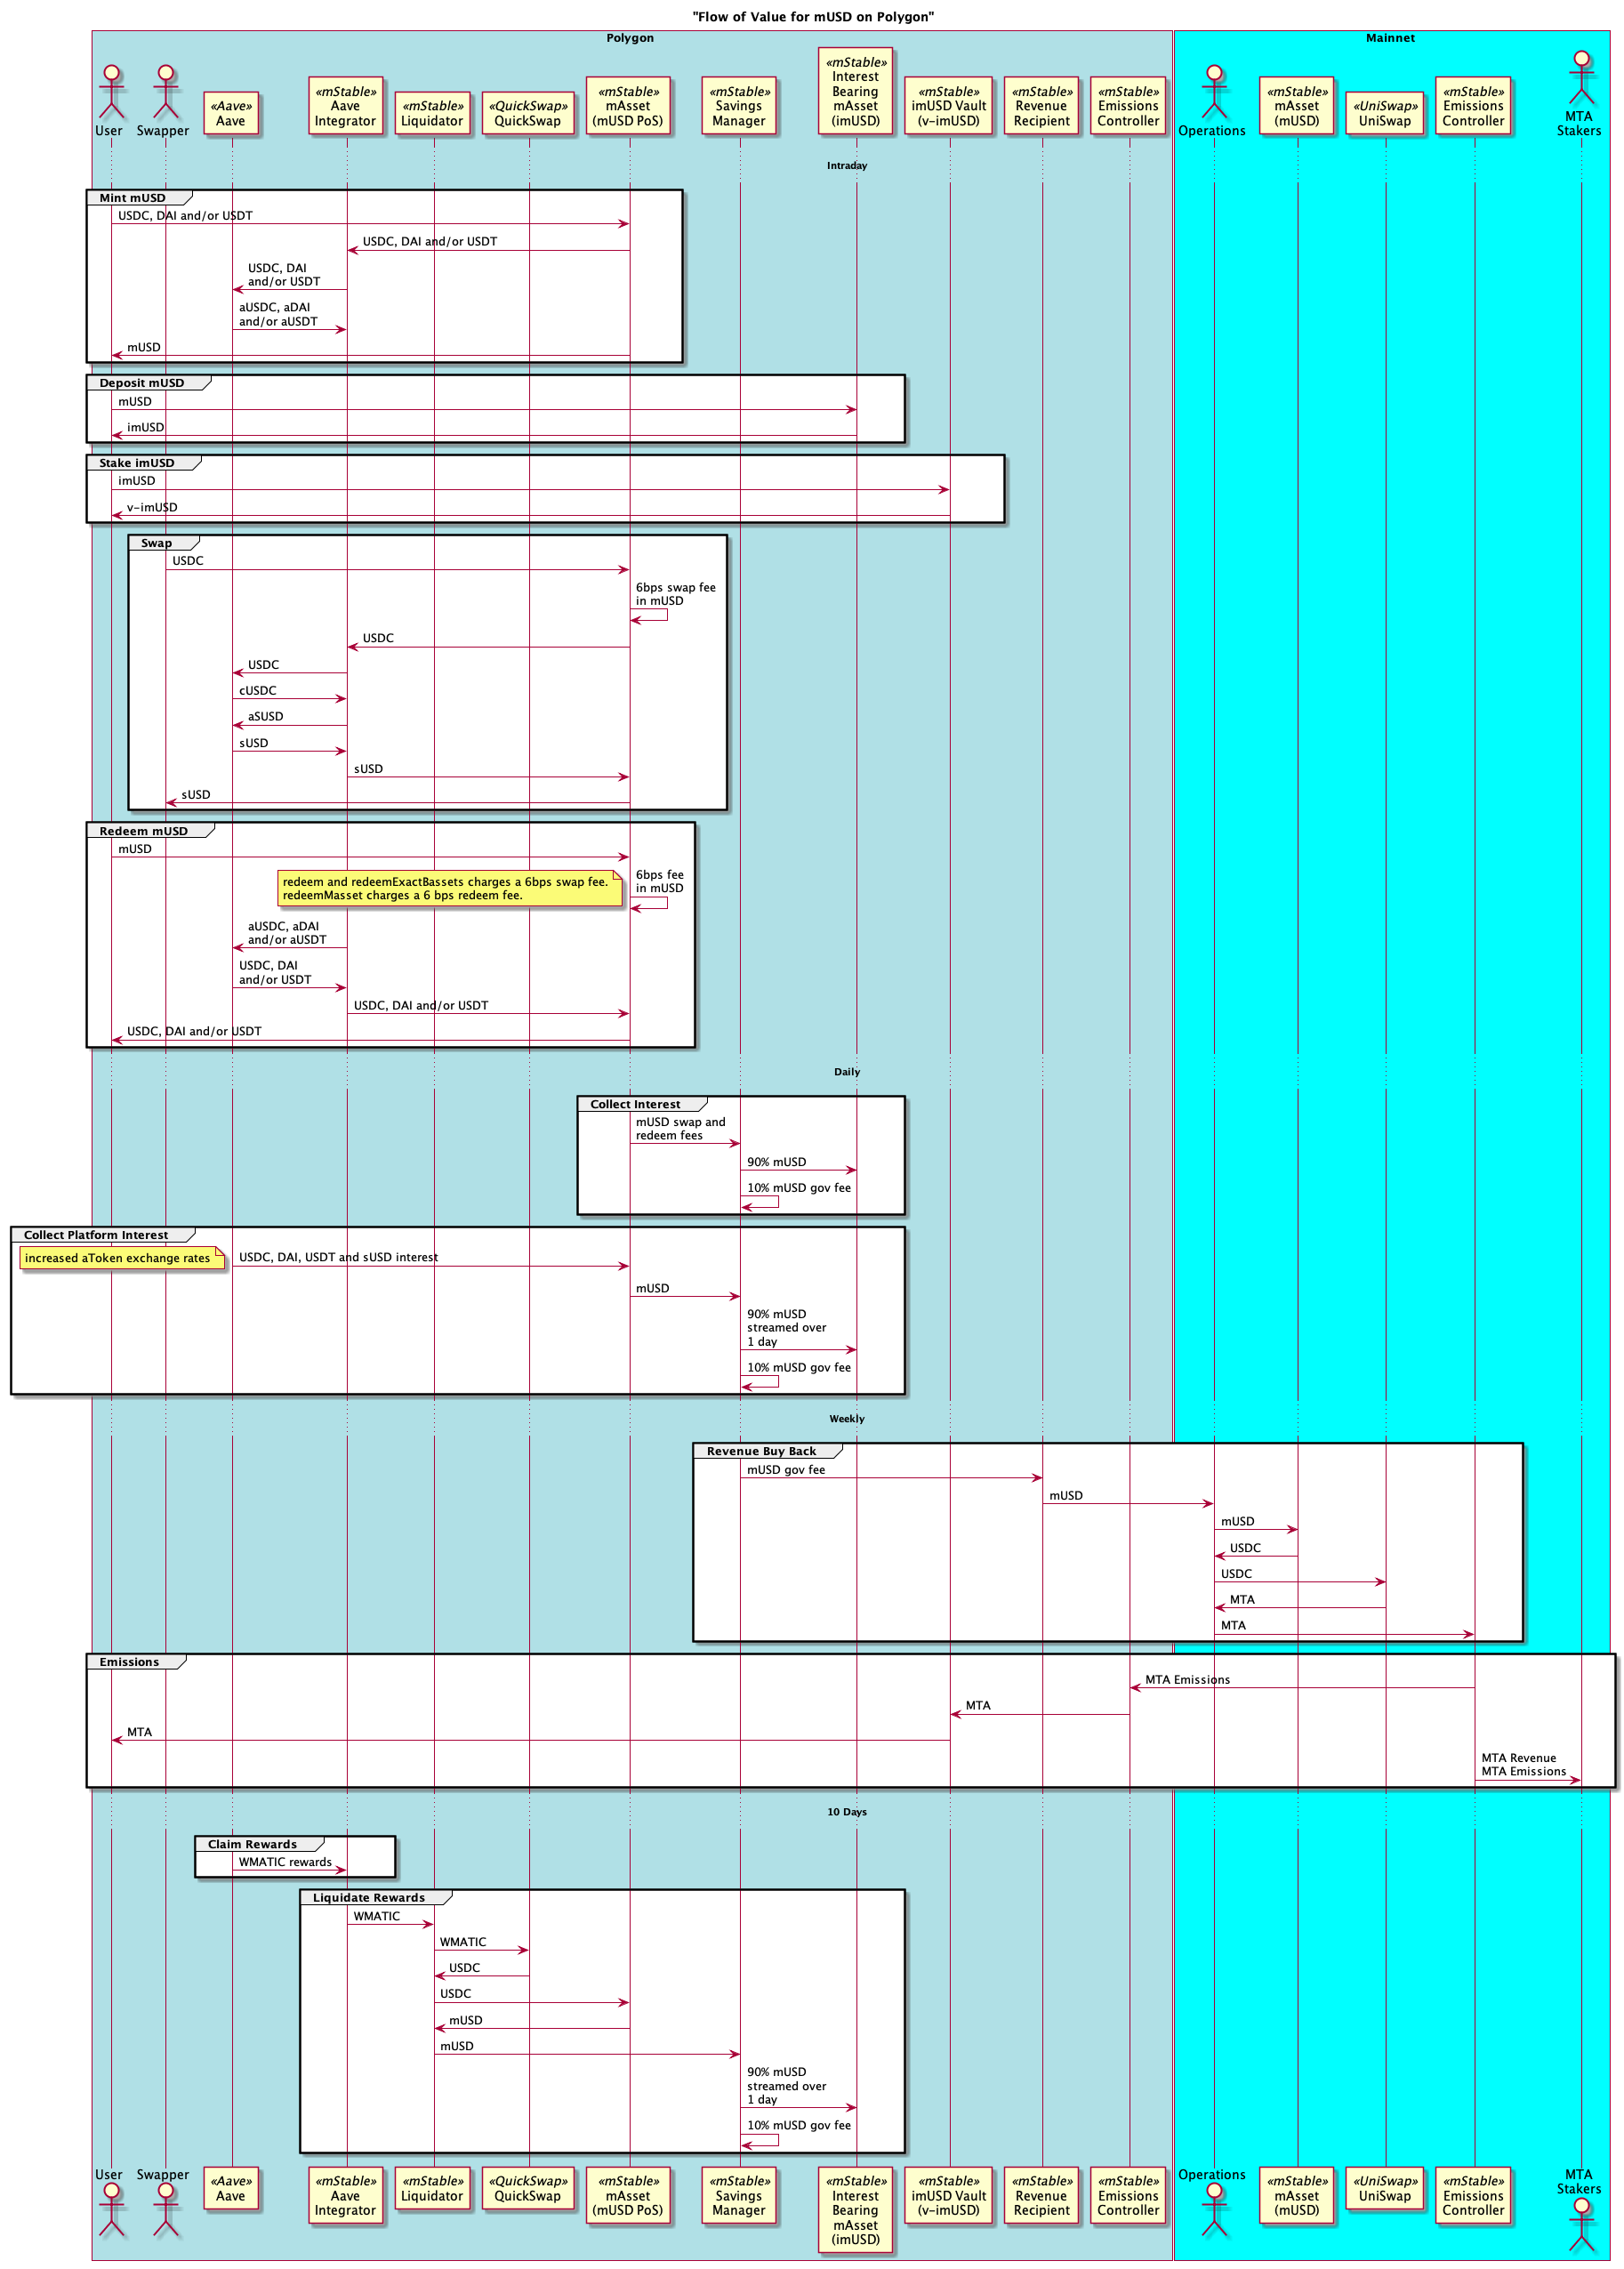 "Flow of Value for mUSD on Polygon"
Polygon
Mainnet
User
Swapper
«Aave»
Aave
«mStable»
Aave
Integrator
«mStable»
Liquidator
«QuickSwap»
QuickSwap
«mStable»
mAsset
(mUSD PoS)
«mStable»
Savings
Manager
«mStable»
Interest
Bearing
mAsset
(imUSD)
«mStable»
imUSD Vault
(v-imUSD)
«mStable»
Revenue
Recipient
«mStable»
Emissions
Controller
Operations
«mStable»
mAsset
(mUSD)
«UniSwap»
UniSwap
«mStable»
Emissions
Controller
MTA
Stakers
Intraday
Mint mUSD
USDC, DAI and/or USDT
USDC, DAI and/or USDT
USDC, DAI
and/or USDT
aUSDC, aDAI
and/or aUSDT
mUSD
Deposit mUSD
mUSD
imUSD
Stake imUSD
imUSD
v-imUSD
Swap
USDC
6bps swap fee
in mUSD
USDC
USDC
cUSDC
aSUSD
sUSD
sUSD
sUSD
Redeem mUSD
mUSD
redeem and redeemExactBassets charges a 6bps swap fee.
redeemMasset charges a 6 bps redeem fee.
6bps fee
in mUSD
aUSDC, aDAI
and/or aUSDT
USDC, DAI
and/or USDT
USDC, DAI and/or USDT
USDC, DAI and/or USDT
Daily
Collect Interest
mUSD swap and
redeem fees
90% mUSD
10% mUSD gov fee
Collect Platform Interest
increased aToken exchange rates
USDC, DAI, USDT and sUSD interest
mUSD
90% mUSD
streamed over
1 day
10% mUSD gov fee
Weekly
Revenue Buy Back
mUSD gov fee
mUSD
mUSD
USDC
USDC
MTA
MTA
Emissions
MTA Emissions
MTA
MTA
MTA Revenue
MTA Emissions
10 Days
Claim Rewards
WMATIC rewards
Liquidate Rewards
WMATIC
WMATIC
USDC
USDC
mUSD
mUSD
90% mUSD
streamed over
1 day
10% mUSD gov fee
User
Swapper
«Aave»
Aave
«mStable»
Aave
Integrator
«mStable»
Liquidator
«QuickSwap»
QuickSwap
«mStable»
mAsset
(mUSD PoS)
«mStable»
Savings
Manager
«mStable»
Interest
Bearing
mAsset
(imUSD)
«mStable»
imUSD Vault
(v-imUSD)
«mStable»
Revenue
Recipient
«mStable»
Emissions
Controller
Operations
«mStable»
mAsset
(mUSD)
«UniSwap»
UniSwap
«mStable»
Emissions
Controller
MTA
Stakers